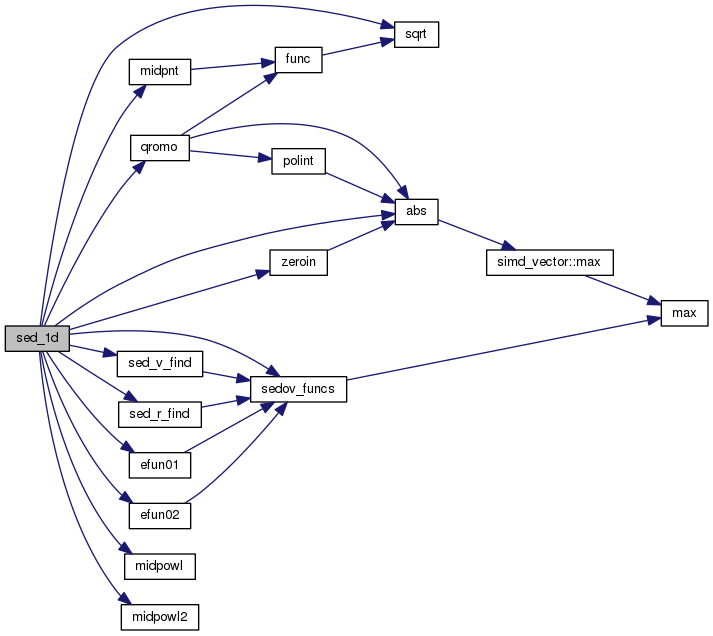 sqrt
func
midpnt
qromo
polint
abs
simd_vector::max
zeroin
max
sed_1d
sed_v_find
sedov_funcs
sed_r_find
efun01
efun02
midpowl
midpowl2